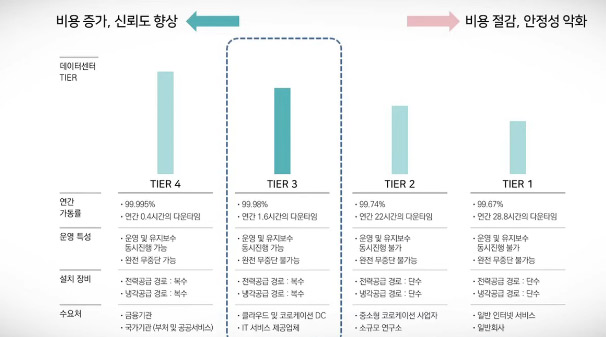 비용 증가, 신뢰도 향상
비용 절감, 안정성 악화
데이터센터
TIER
TIER 4
TIER 3
TIER 2
TIER 1
연간
가동률
• 99.995%
• 연간 0.4시간의 다운타임
• 99.98%
• 연간 1.6시간의 다운타임
• 99.74%
• 연간 22시간의 다운타임
• 99.67%
• 연간 28.8시간의 다운타임
운영 특성
• 운영 및 유지보수
동시진행 가능
• 완전 무중단 가능
• 운영 및 유지보수
동시진행 가능
• 완전 무중단 불가능
• 운영 및 유지보수
동시진행 불가
• 완전 무중단 불가능
• 운영 및 유지보수
동시진행 불가
• 완전 무중단 불가능
설치 장비
• 전력공급 경로 : 복수
• 냉각공급 경로 : 복수
• 전력공급 경로 : 복수
• 냉각공급 경로 : 복수
• 전력공급 경로 : 단수
• 냉각공급 경로 : 단수
• 전력공급 경로 : 단수
• 냉각공급 경로 : 단수
수요처
• 금융기관
• 국가기관 (부처 및 공공서비스)
• 클라우드 및 코로케이션 DC
• IT 서비스 제공업체
• 중소형 코로케이션 사업자
• 소규모 연구소
• 일반 인터넷 서비스
• 일반회사